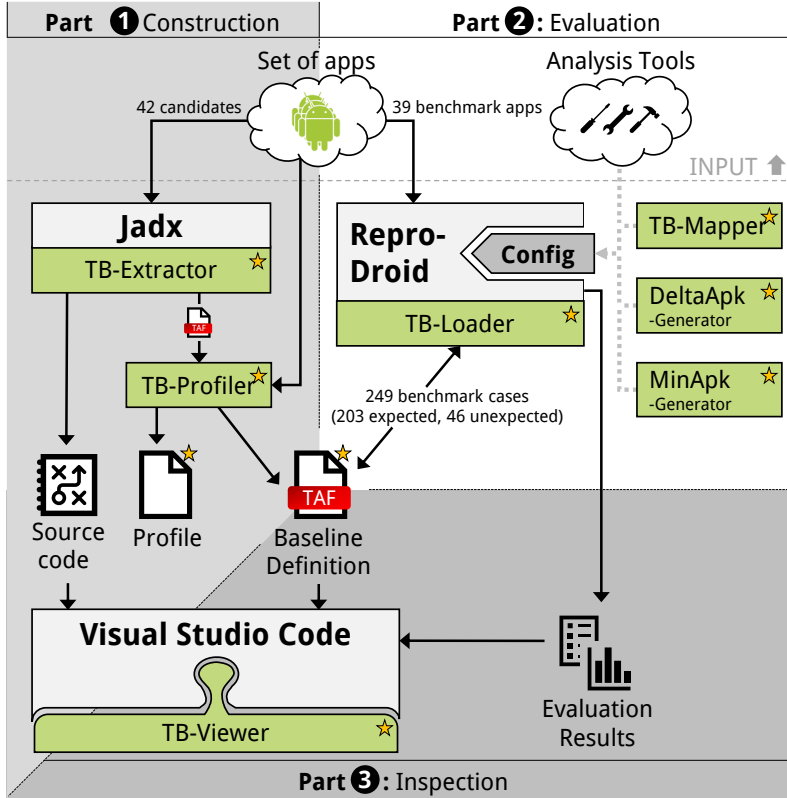 Part ❶ Construction
Part ❷: Evaluation
Set of apps
Analysis Tools
42 candidates
39 benchmark apps
INPUT
Jadx
TB-Extractor
TAF
TB-Profiler
Repro-
Droid
Config
TB-Loader
TB-Mapper
DeltaApk
-Generator
MinApk
-Generator
249 benchmark cases
(203 expected, 46 unexpected)
Source
code
Profile
TAF
Baseline
Definition
Visual Studio Code
TB-Viewer
Evaluation
Results
Part ❸: Inspection